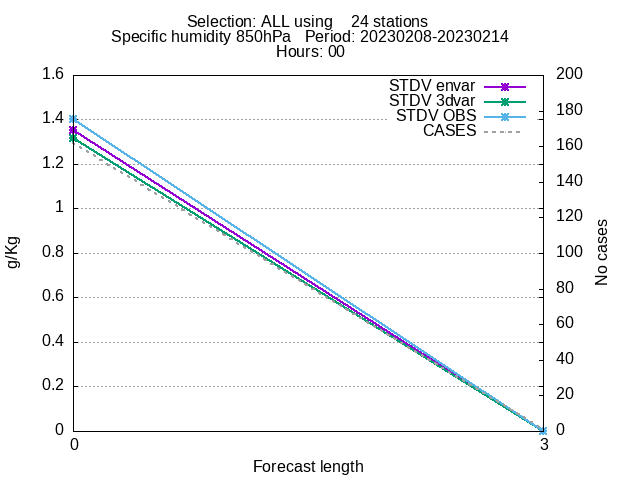 Selection: ALL using    24 stations
Specific humidity 850hPa   Period: 20230208-20230214
Hours: 00
STDV envar
STDV 3dvar
STDV OBS
CASES
1.6
1.4
1.2
1
0.8
0.6
0.4
0.2
0
200
180
160
140
120
100
80
60
40
20
0
g/Kg
No cases
0
3
Forecast length